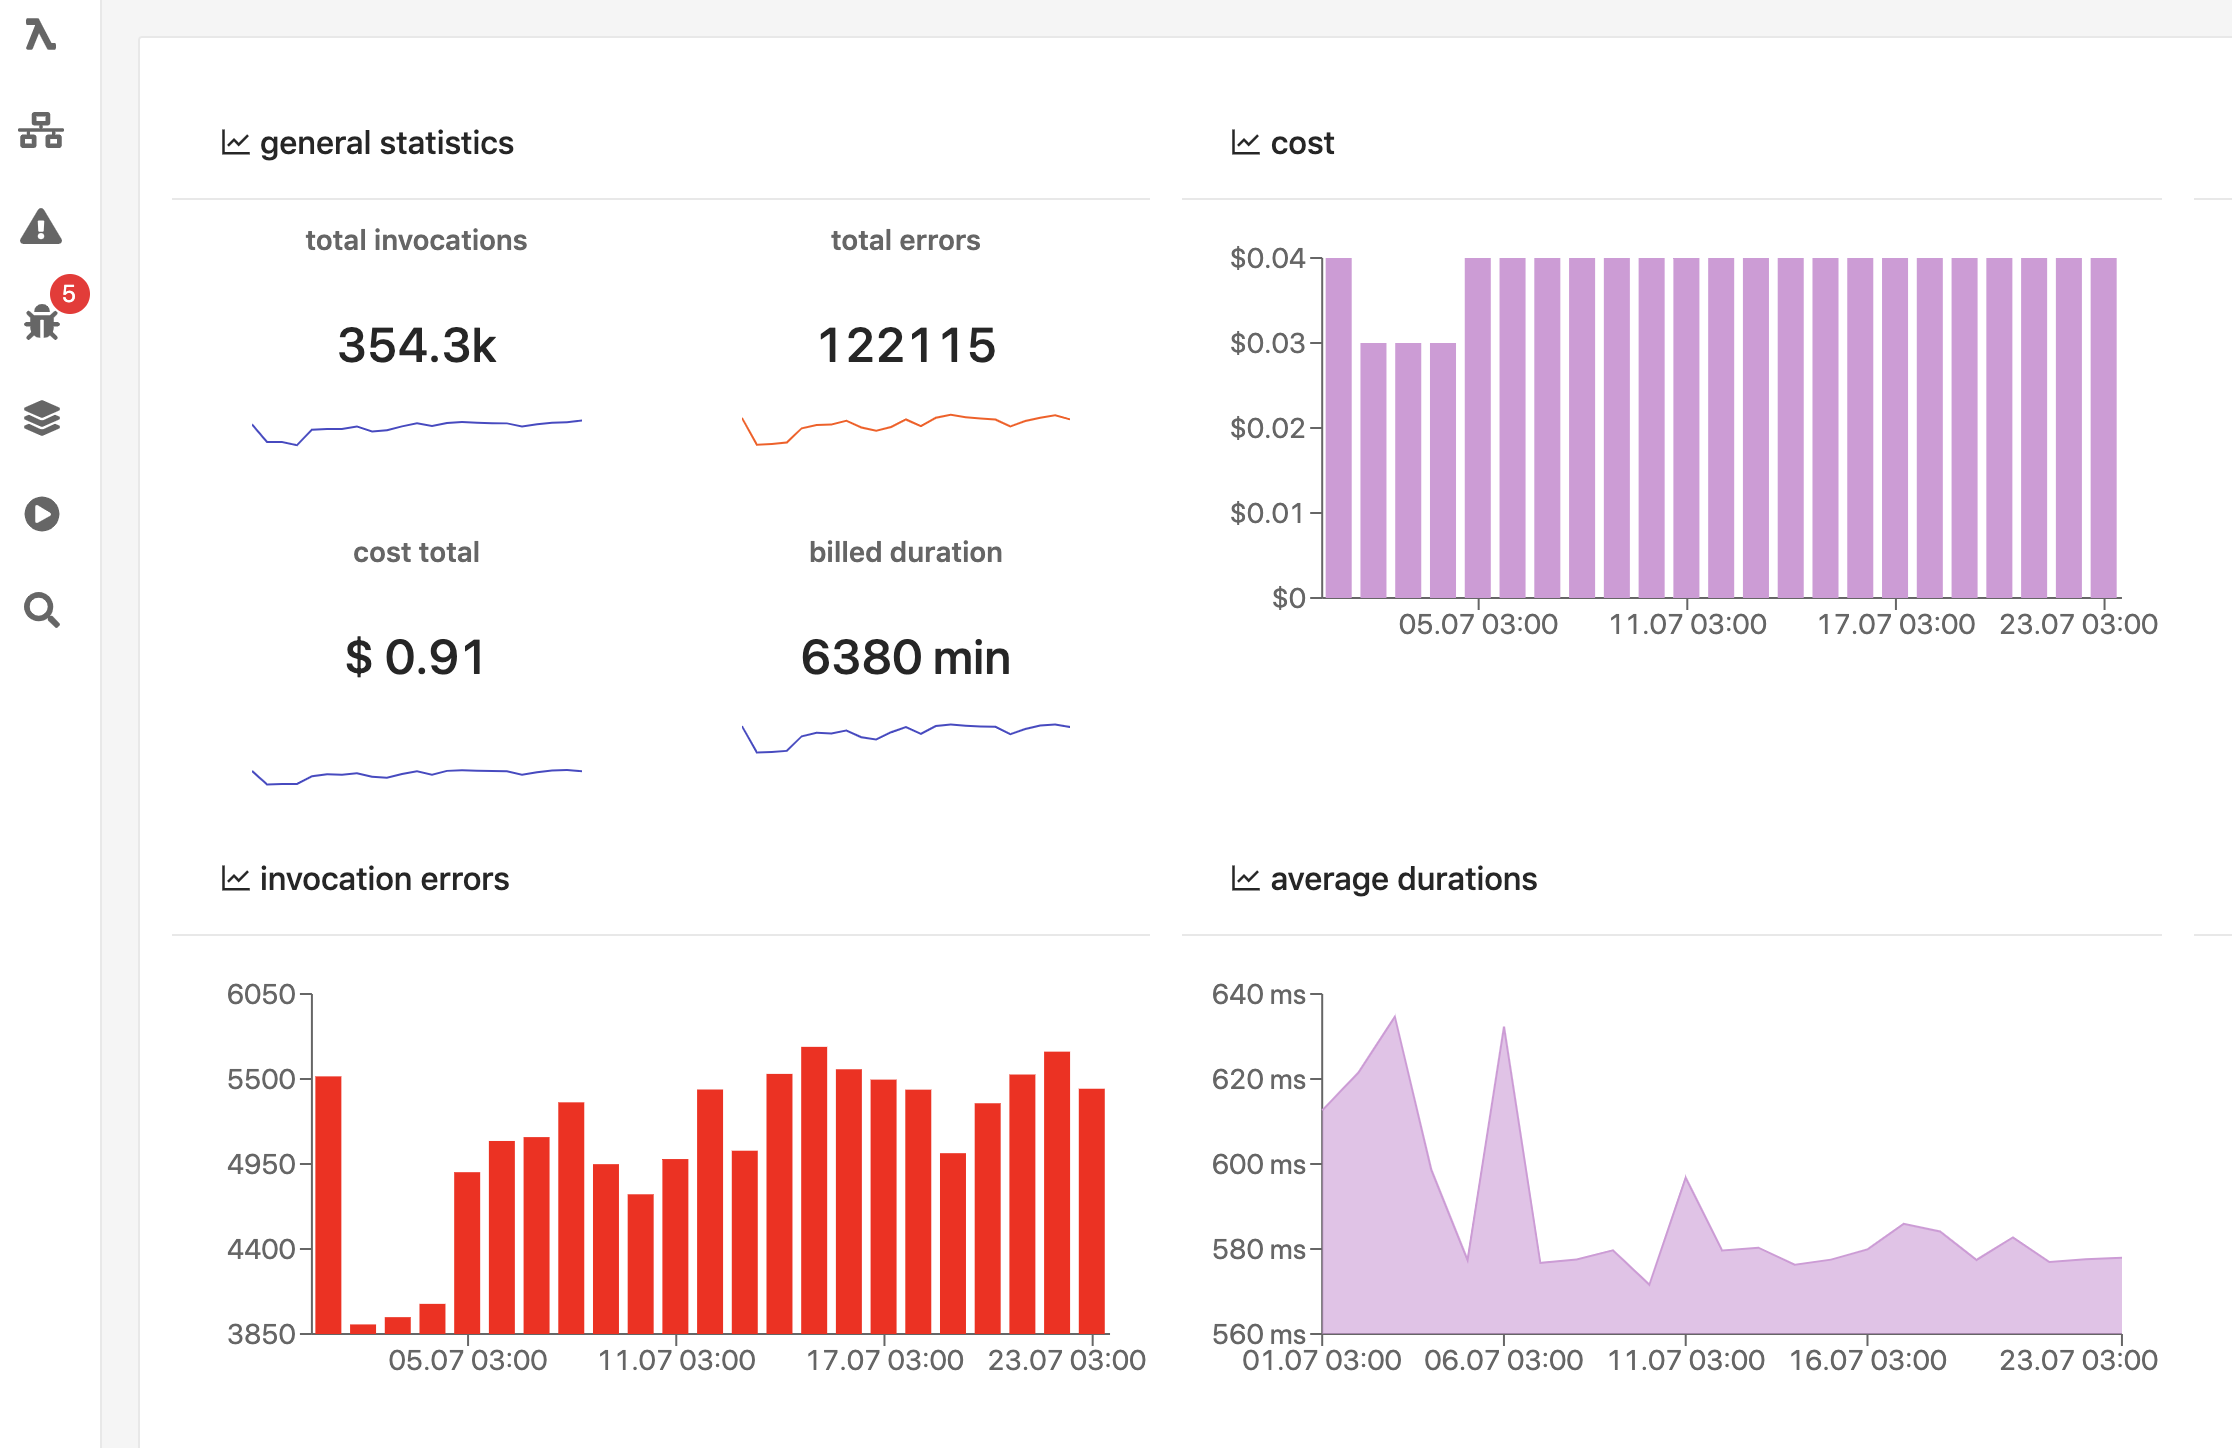 5
general statistics
total invocations
354.3k
total errors
122115
cost total
$ 0.91
billed duration
6380 min
cost
$0.04
$0.03
$0.02
$0.01
$0
05.07 03:00 11.07 03:00 17.07 03:00 23.07 03:00
invocation errors
6050
5500
4950
4400
3850
05.07 03:00 11.07 03:00 17.07 03:00 23.07 03:00
average durations
640 ms
620 ms
600 ms
580 ms
560 ms
01.07 03:00 06.07 03:00 11.07 03:00 16.07 03:00 23.07 03:00